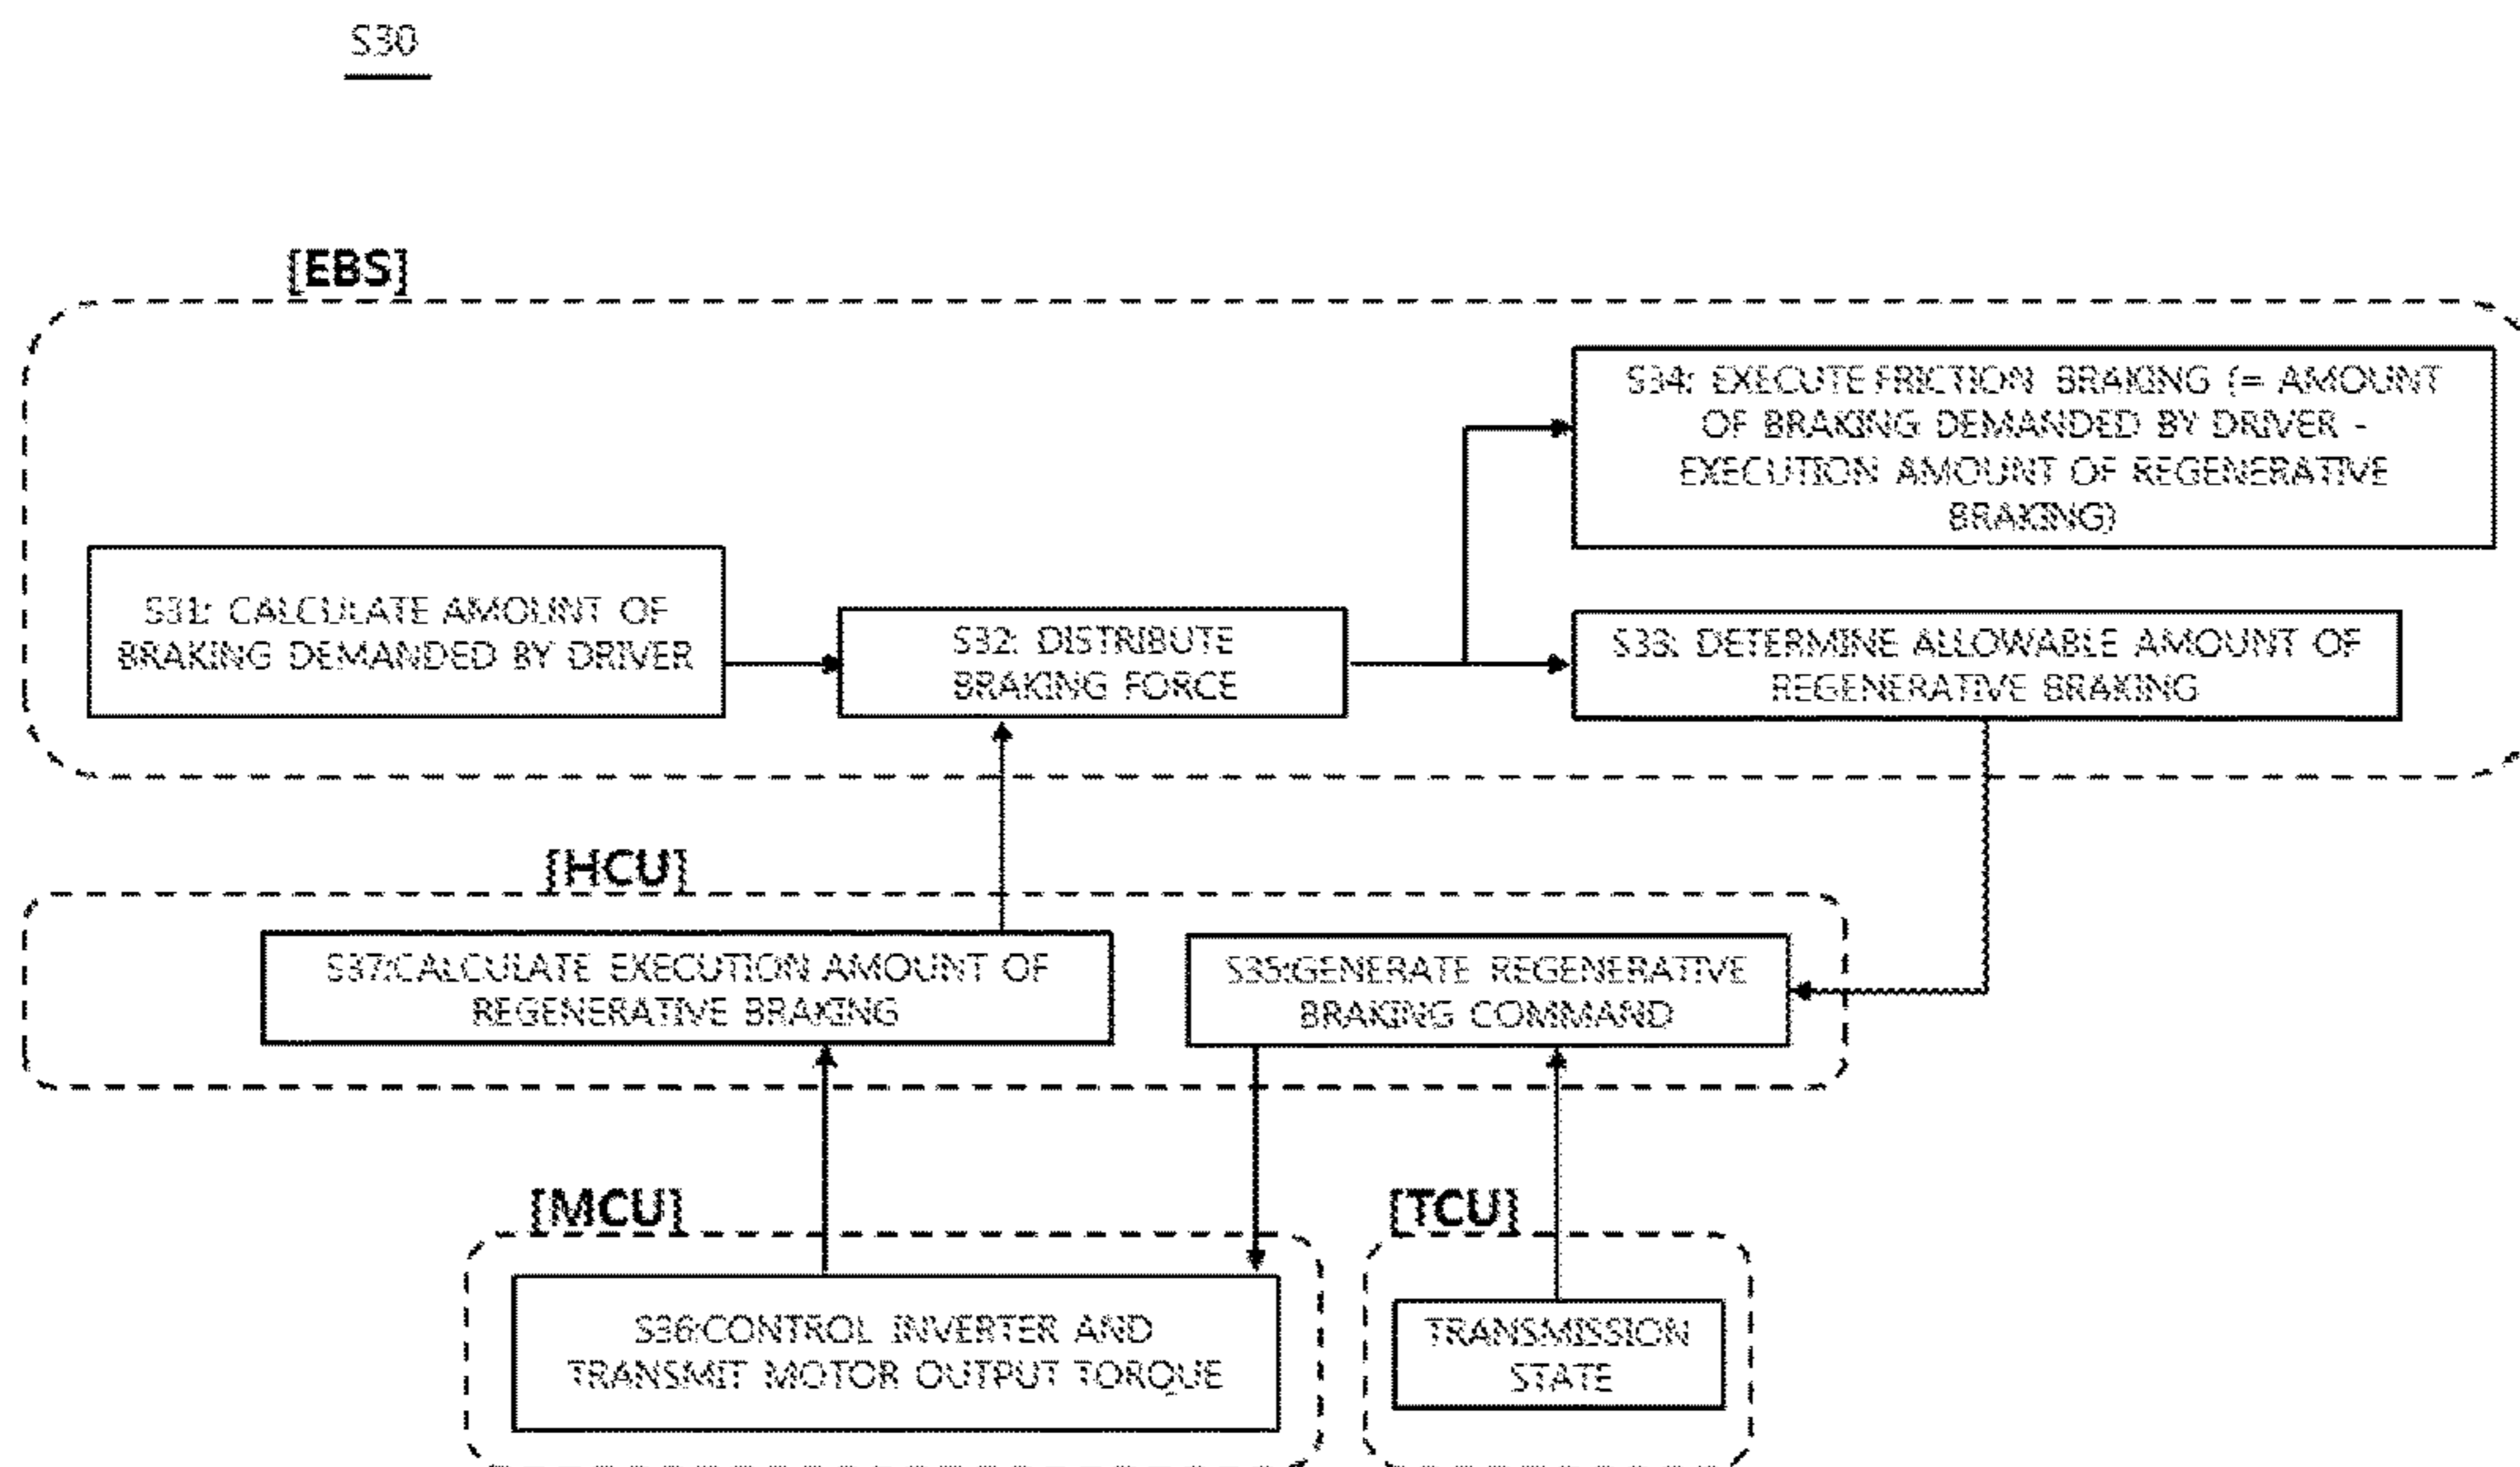 S30
[EBS]
S34: EXECUTE FRICTION BRAKING (= AMOUNT
OF BRAKING DEMANDED BY DRIVER -
EXECUTION AMOUNT OF REGENERATIVE
BRAKING)
S31: CALCULATE AMOUNT OF
BRAKING DEMANDED BY DRIVER
S32: DISTRIBUTE
BRAKING FORCE
S33: DETERMINE ALLOWABLE AMOUNT OF
REGENERATIVE BRAKING
[HCU]
S37:CALCULATE EXECUTION AMOUNT OF
REGENERATIVE BRAKING
S35:GENERATE REGENERATIVE
BRAKING COMMAND
[MCU]
[TCU]
S36:CONTROL INVERTER AND
TRANSMIT MOTOR OUTPUT TORQUE
TRANSMISSION
STATE